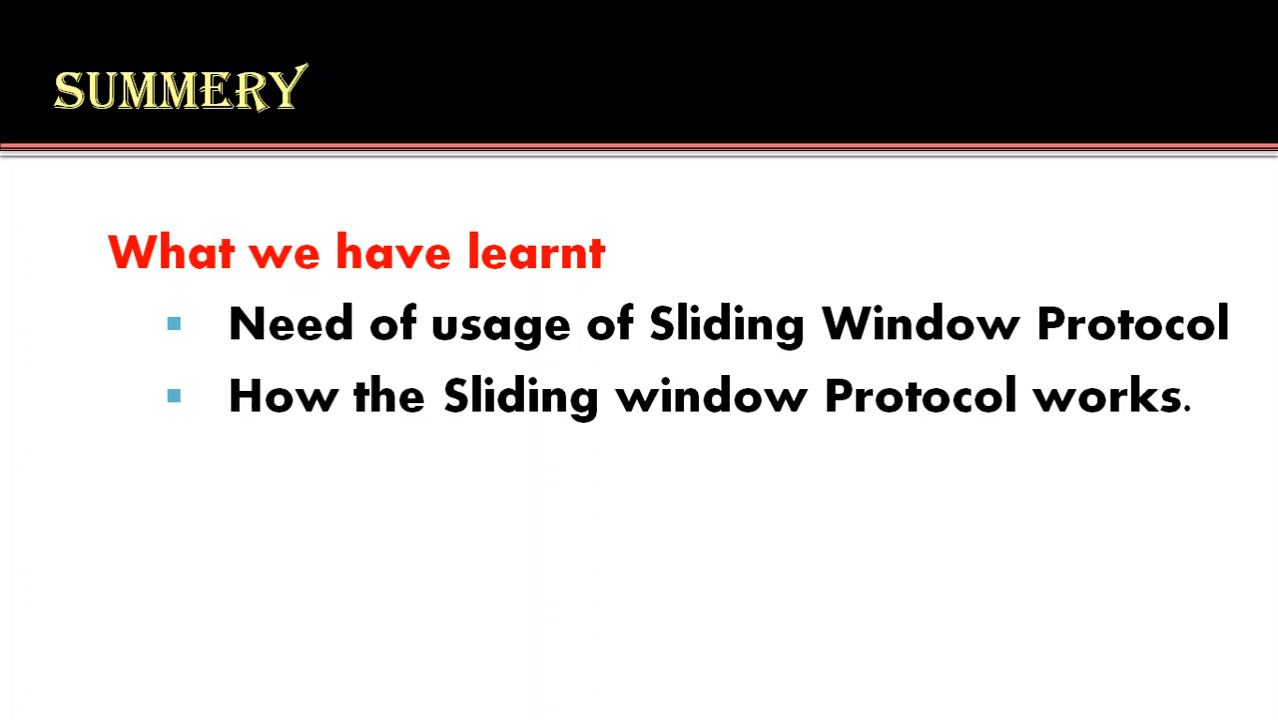 SUMMERY
What we have learnt
▪ Need of usage of Sliding Window Protocol
▪ How the Sliding window Protocol works.